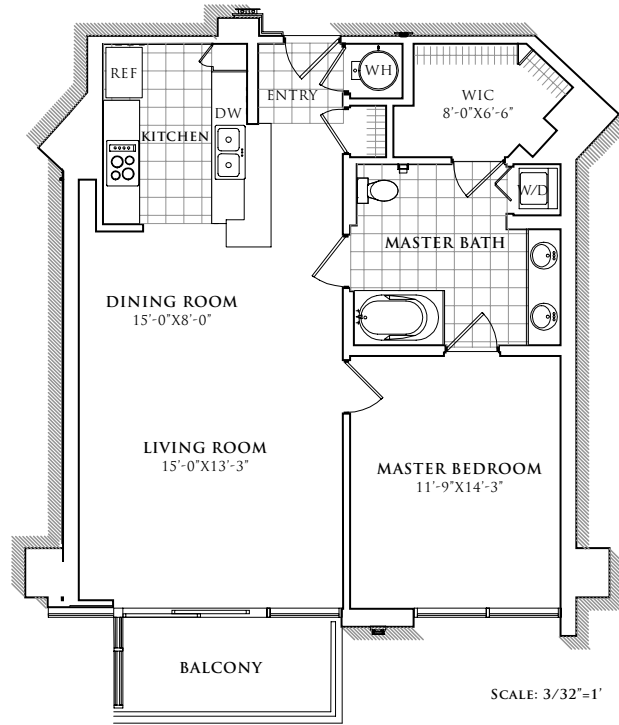 REF
WH
ENTRY
WIC
8'-0"X6'-6"
DW
KITCHEN
W/D
MASTER BATH
DINING ROOM
15'-0"X8'-0"
LIVING ROOM
15'-0"X13'-3"
MASTER BEDROOM
11'-9"X14'-3"
BALCONY
SCALE: 3/32"=1'